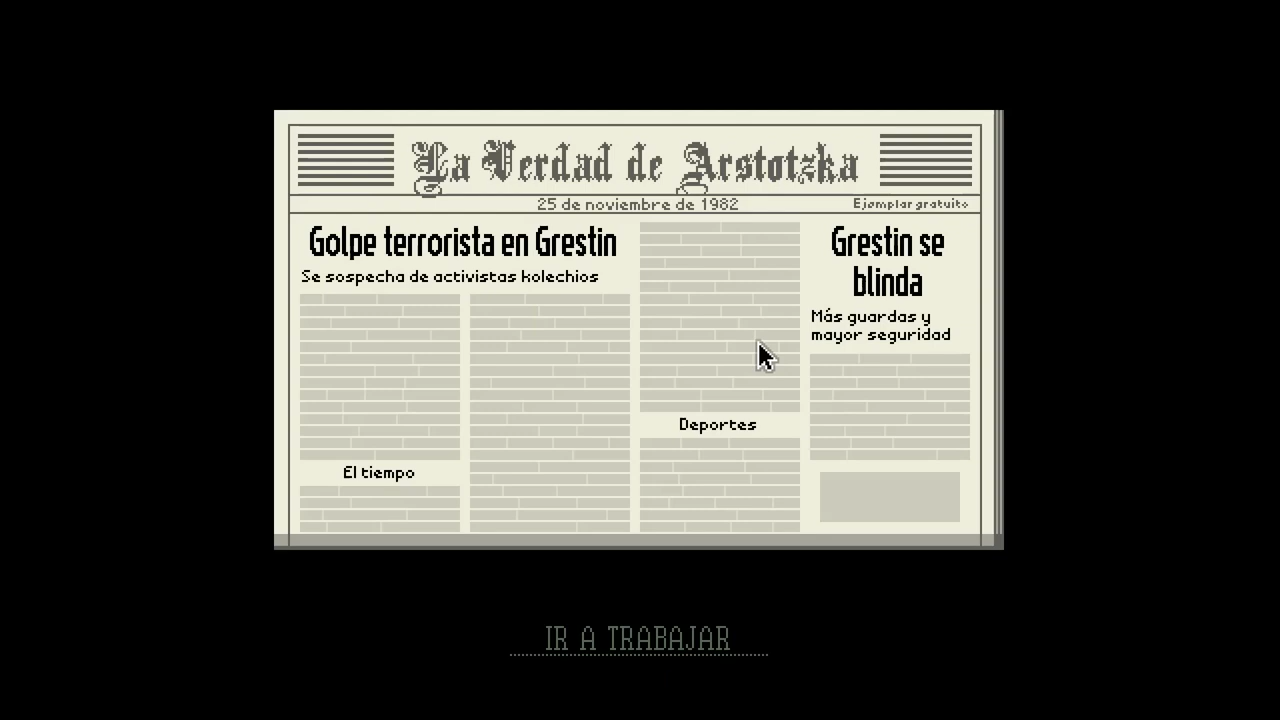 La Verdad de Arstotzka
25 de noviembre de 1982
Ejemplar gratuito
Golpe terrorista en Grestin
Se sospecha de activistas kolechios
El tiempo
Deportes
Grestin se
blinda
Más guardas y
mayor seguridad
IR A TRABAJAR